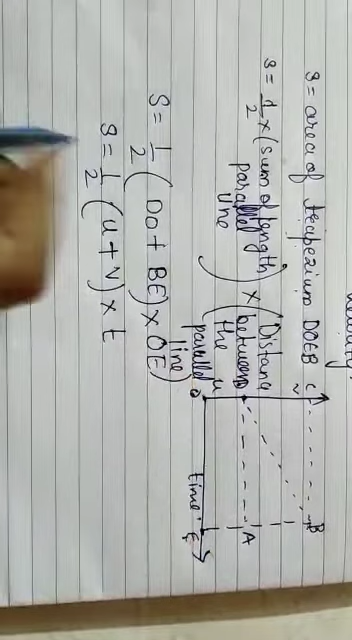 velocity
S = area of trapezium DOEB
S = 1/2 × (sum of length parallel line) × (Distance between the parallel line)
S = 1/2 (DO + BE) × OE
S = 1/2 (u + v) × t
C
v
B
u
D
A
O
time
E